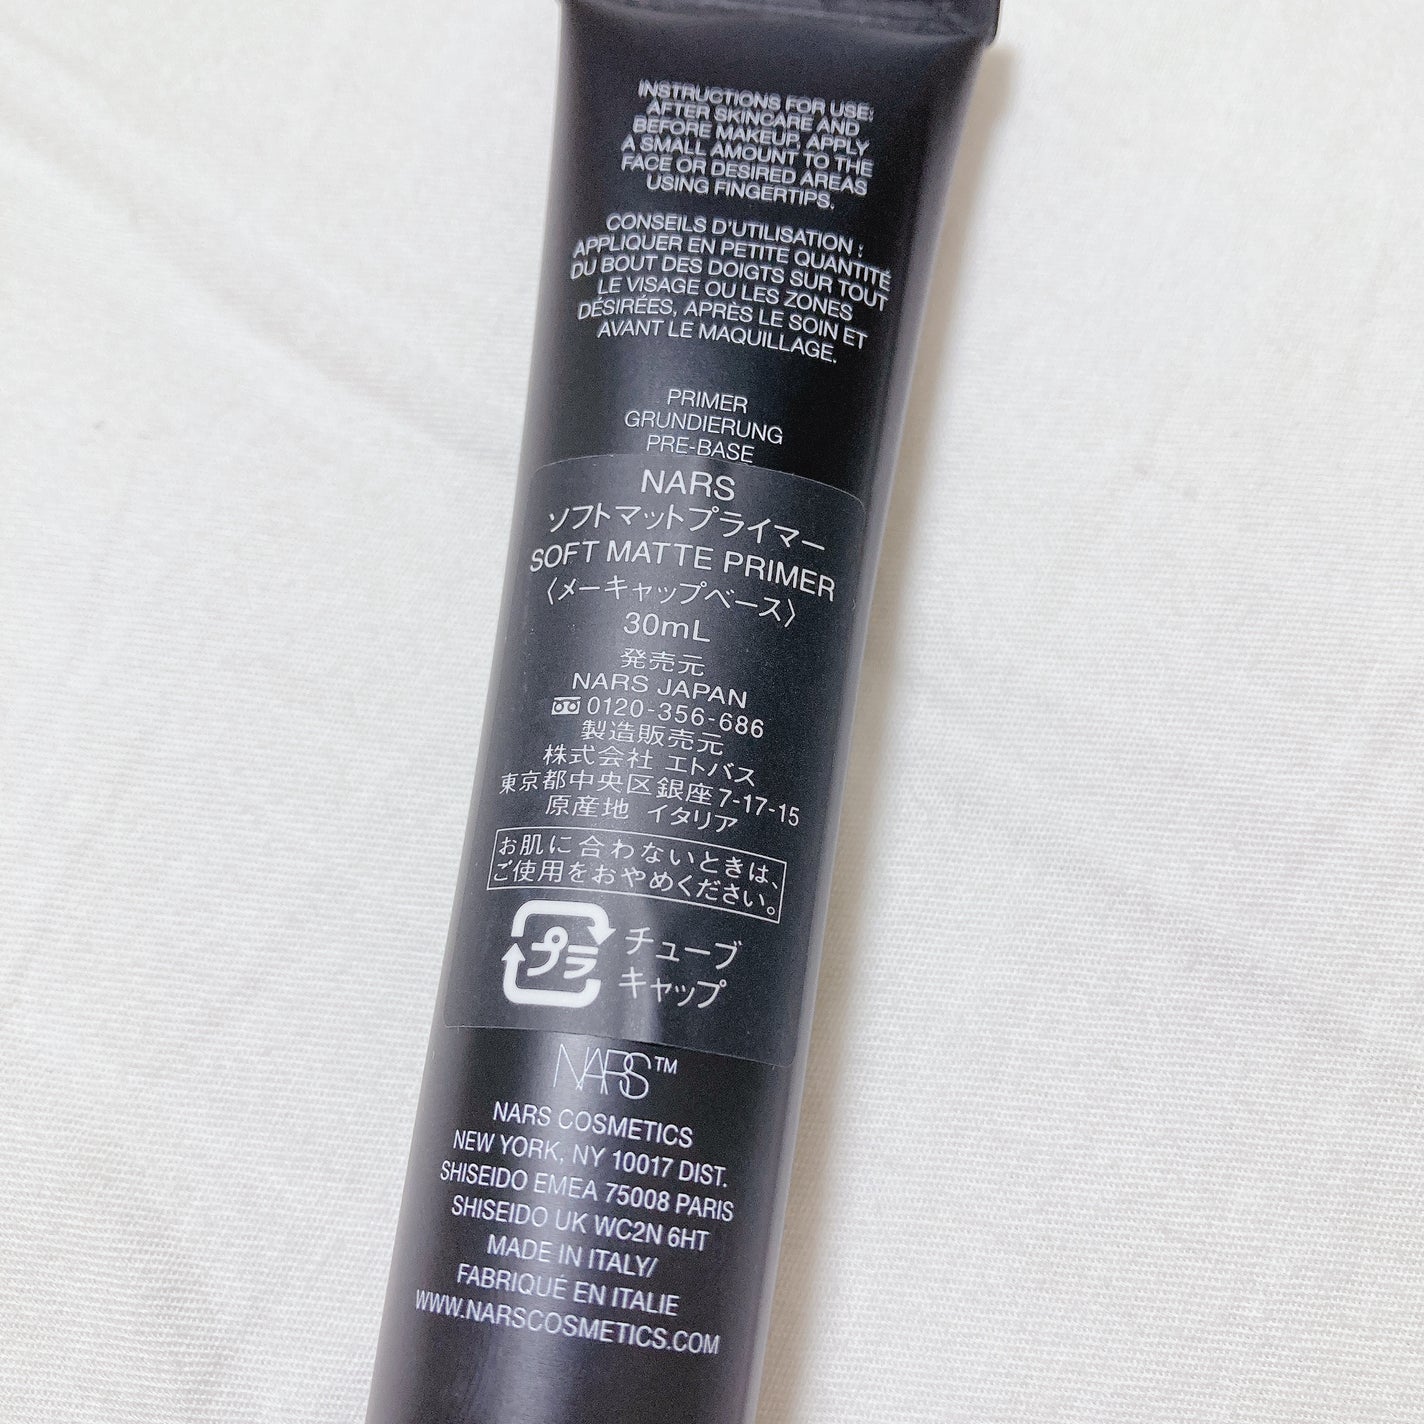 INSTRUCTIONS FOR USE:
AFTER SKINCARE AND
BEFORE MAKEUP, APPLY
A SMALL AMOUNT TO THE
FACE OR DESIRED AREAS
USING FINGERTIPS.
CONSEILS D'UTILISATION :
APPLIQUER EN PETITE QUANTITÉ
DU BOUT DES DOIGTS SUR TOUT
LE VISAGE OU LES ZONES
DÉSIRÉES, APRÈS LE SOIN ET
AVANT LE MAQUILLAGE.
PRIMER
GRUNDIERUNG
PRE-BASE
NARS
ソフトマットプライマー
SOFT MATTE PRIMER
〈メーキャップベース〉
30mL
発売元
NARS JAPAN
0120-356-686
製造販売元
株式会社 エトバス
東京都中央区銀座7-17-15
原産地 イタリア
お肌に合わないときは、
ご使用をおやめください。
プラ
チューブ
キャップ
NARS™
NARS COSMETICS
NEW YORK, NY 10017 DIST.
SHISEIDO EMEA 75008 PARIS
SHISEIDO UK WC2N 6HT
MADE IN ITALY/
FABRIQUÉ EN ITALIE
WWW.NARSCOSMETICS.COM